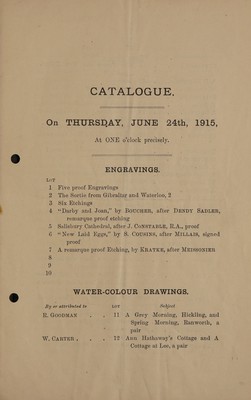 CATALOGUE.
On THURSDAY, JUNE 24th, 1915,
At ONE o'clock precisely.
ENGRAVINGS.
LOT
1 Five proof Engravings
2 The Sortie from Gibraltar and Waterloo, 2
3 Six Etchings
4 "Darby and Joan," by BOUCHER, after DENDY SADLER,
remarque proof etching
5 Salisbury Cathedral, after J. CONSTABLE, R.A., proof
6 "New Laid Eggs," by S. COUSINS, after MILLAIS, signed
proof
7 A remarque proof Etching, by KRATKE, after MEISSONIER
8
9
10
WATER-COLOUR DRAWINGS.
By or attributed to LOT Subject
R. GOODMAN . . 11 A Grey Morning, Hickling, and
Spring Morning, Ranworth, a
pair
W. CARTER . . . 12 Ann Hathaway's Cottage and A
Cottage at Lee, a pair